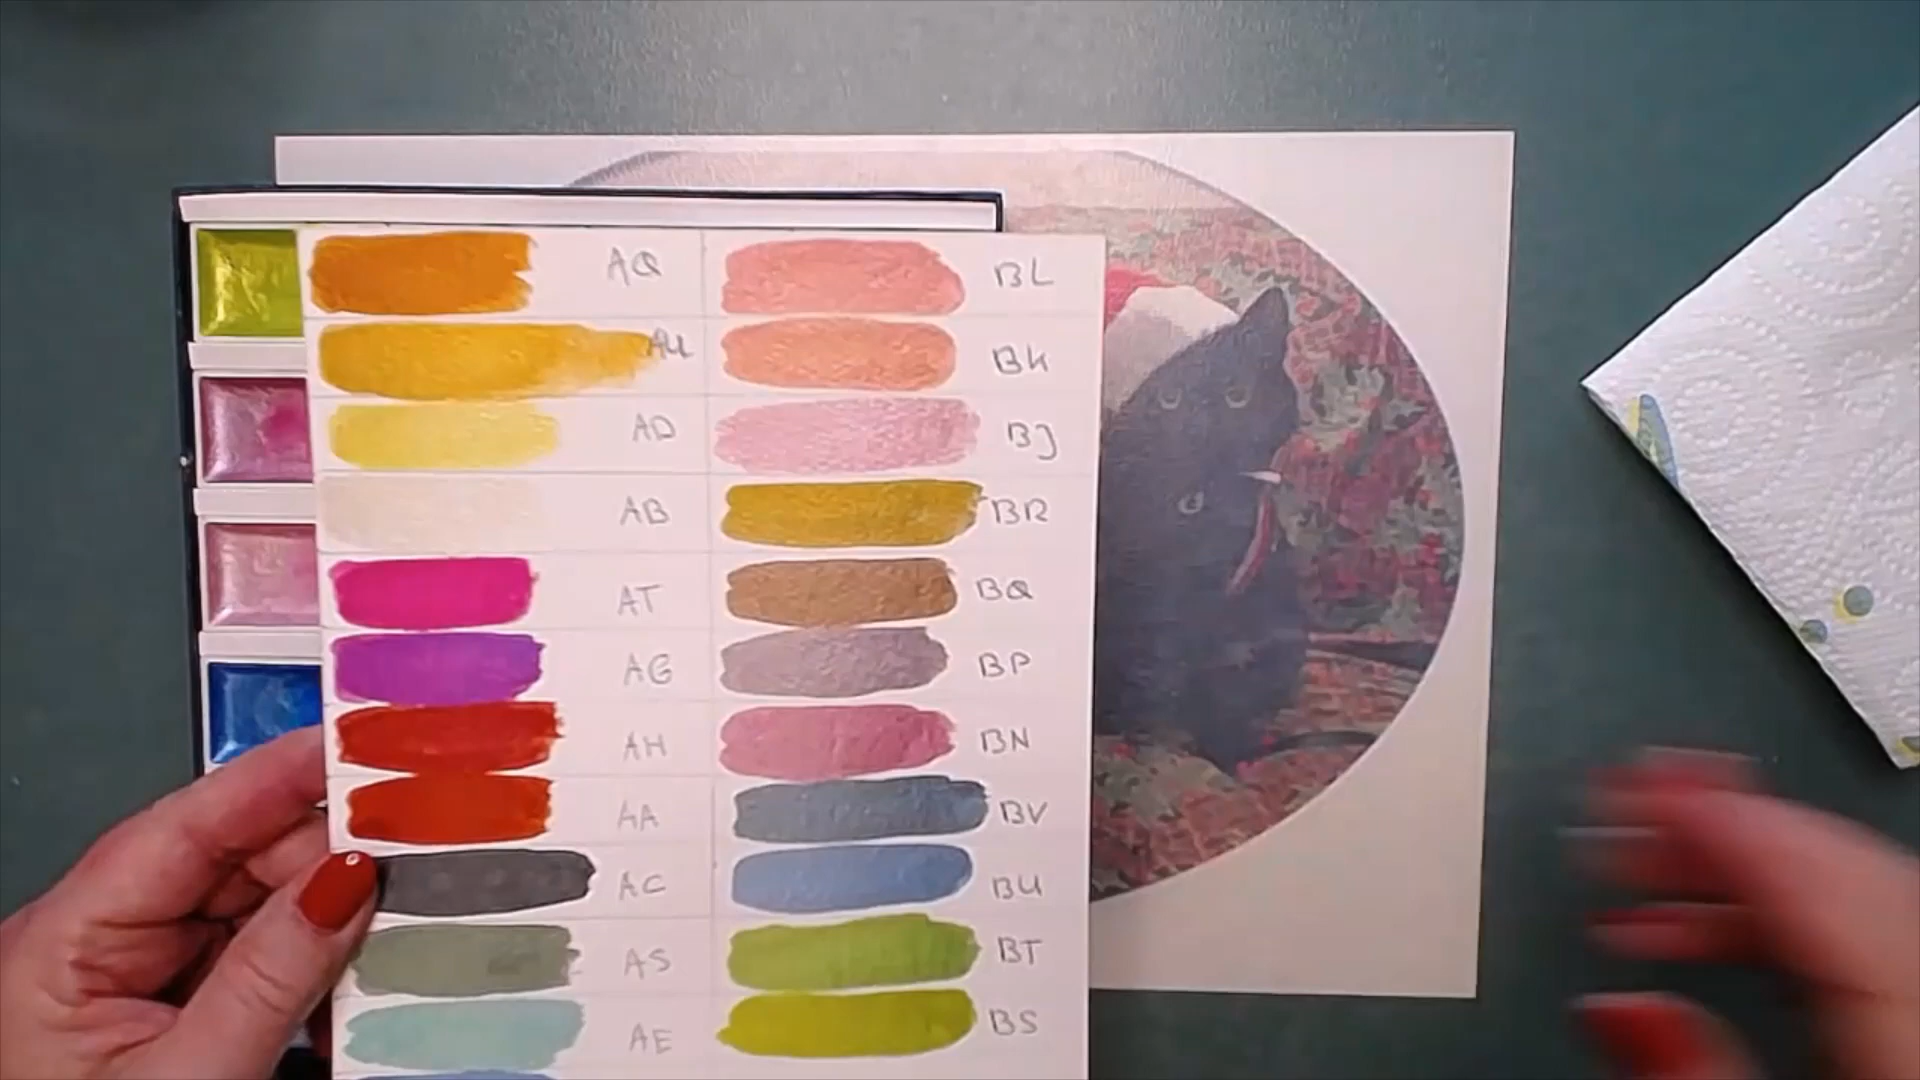 AQ BL
AU BK
AD BJ
AB BR
AT BQ
AG BP
AH BN
AA BV
AC BU
AS BT
AE BS